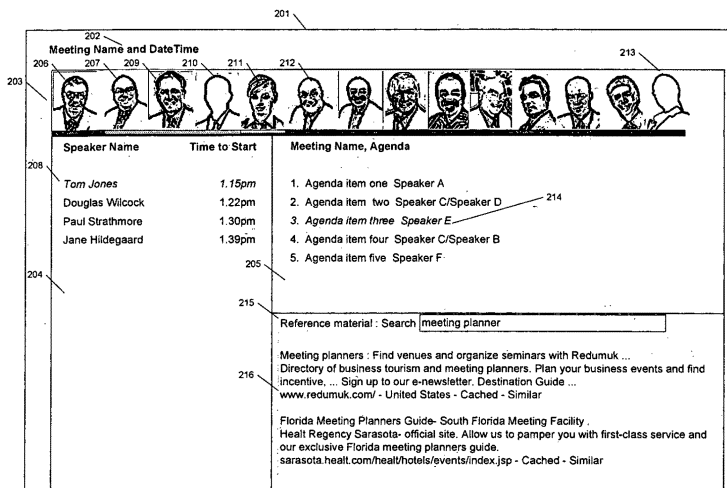 201
202
Meeting Name and DateTime
206 207 209 210 211 212 213
203
Speaker Name Time to Start
208
Tom Jones 1.15pm
Douglas Wilcock 1.22pm
Paul Strathmore 1.30pm
Jane Hildegaard 1.39pm
204
Meeting Name, Agenda
1. Agenda item one Speaker A
2. Agenda item two Speaker C/Speaker D
214
3. Agenda item three Speaker E
4. Agenda item four Speaker C/Speaker B
5. Agenda item five Speaker F
205
215
Reference material : Search meeting planner
Meeting planners : Find venues and organize seminars with Redumuk ...
Directory of business tourism and meeting planners. Plan your business events and find
216
incentive, ... Sign up to our e-newsletter. Destination Guide ...
www.redumuk.com/ - United States - Cached - Similar
Florida Meeting Planners Guide- South Florida Meeting Facility .
Healt Regency Sarasota- official site. Allow us to pamper you with first-class service and
our exclusive Florida meeting planners guide.
sarasota.healt.com/healt/hotels/events/index.jsp - Cached - Similar